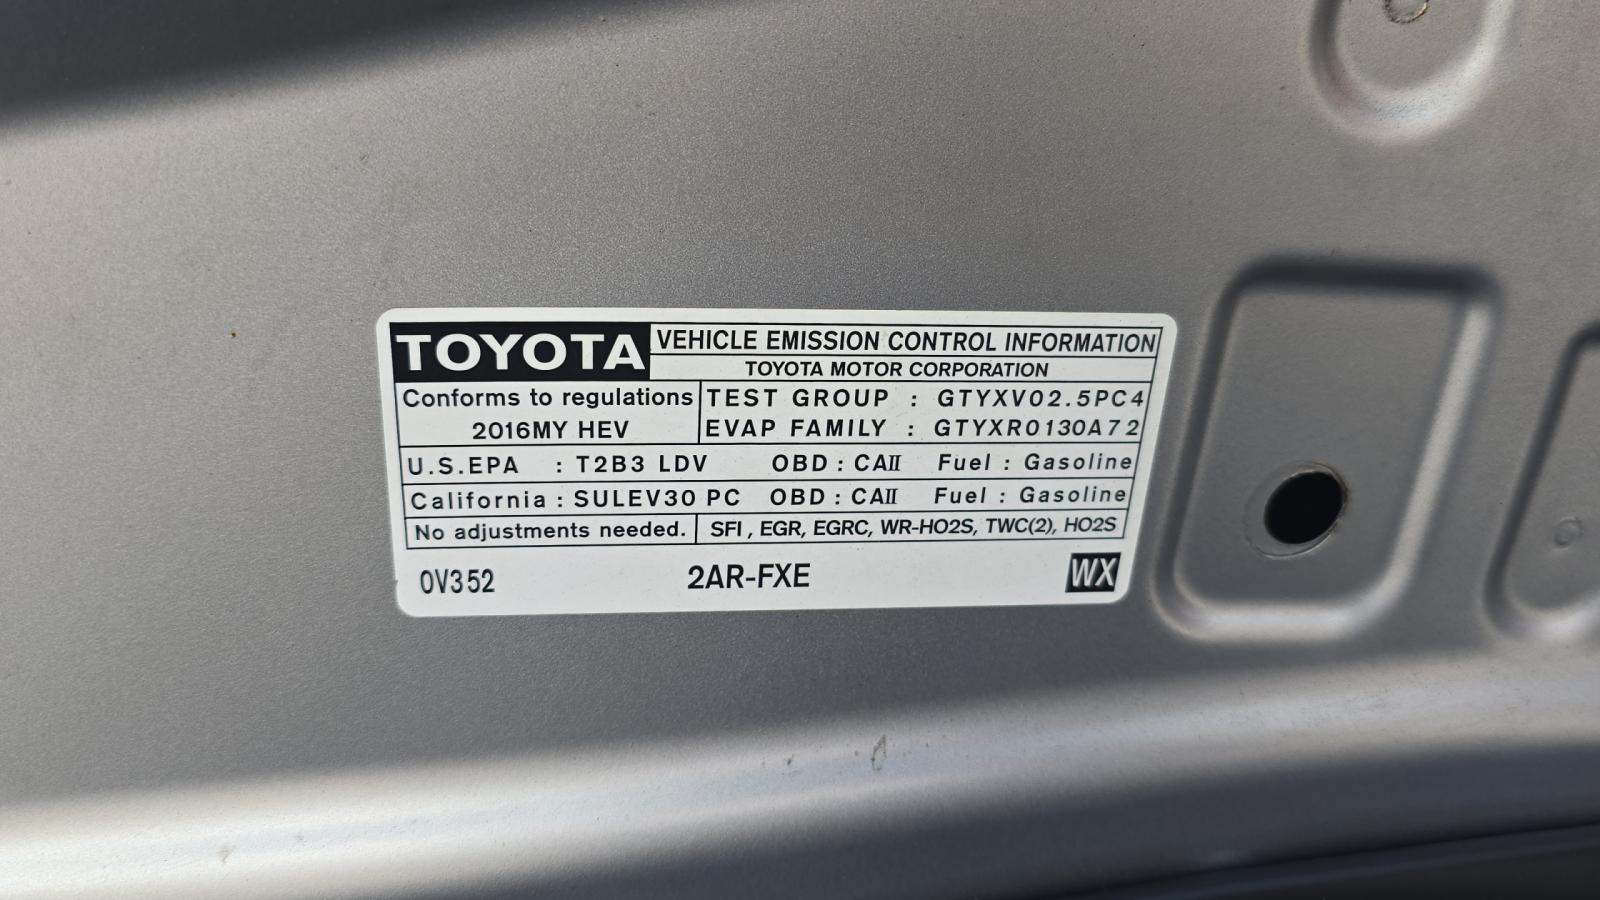 TOYOTA VEHICLE EMISSION CONTROL INFORMATION
TOYOTA MOTOR CORPORATION
Conforms to regulations TEST GROUP : GTYXV02.5PC4
2016MY HEV EVAP FAMILY : GTYXR0130A72
U.S.EPA : T2B3 LDV OBD : CAII Fuel : Gasoline
California : SULEV30 PC OBD : CAII Fuel : Gasoline
No adjustments needed. SFI , EGR, EGRC, WR-HO2S, TWC(2), HO2S
0V352 2AR-FXE WX